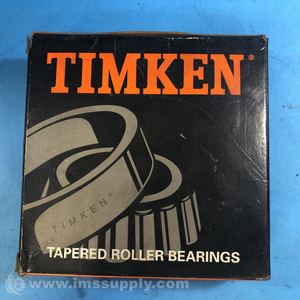 TIMKEN®
TIMKEN®
TAPERED ROLLER BEARINGS
© www.imssupply.com